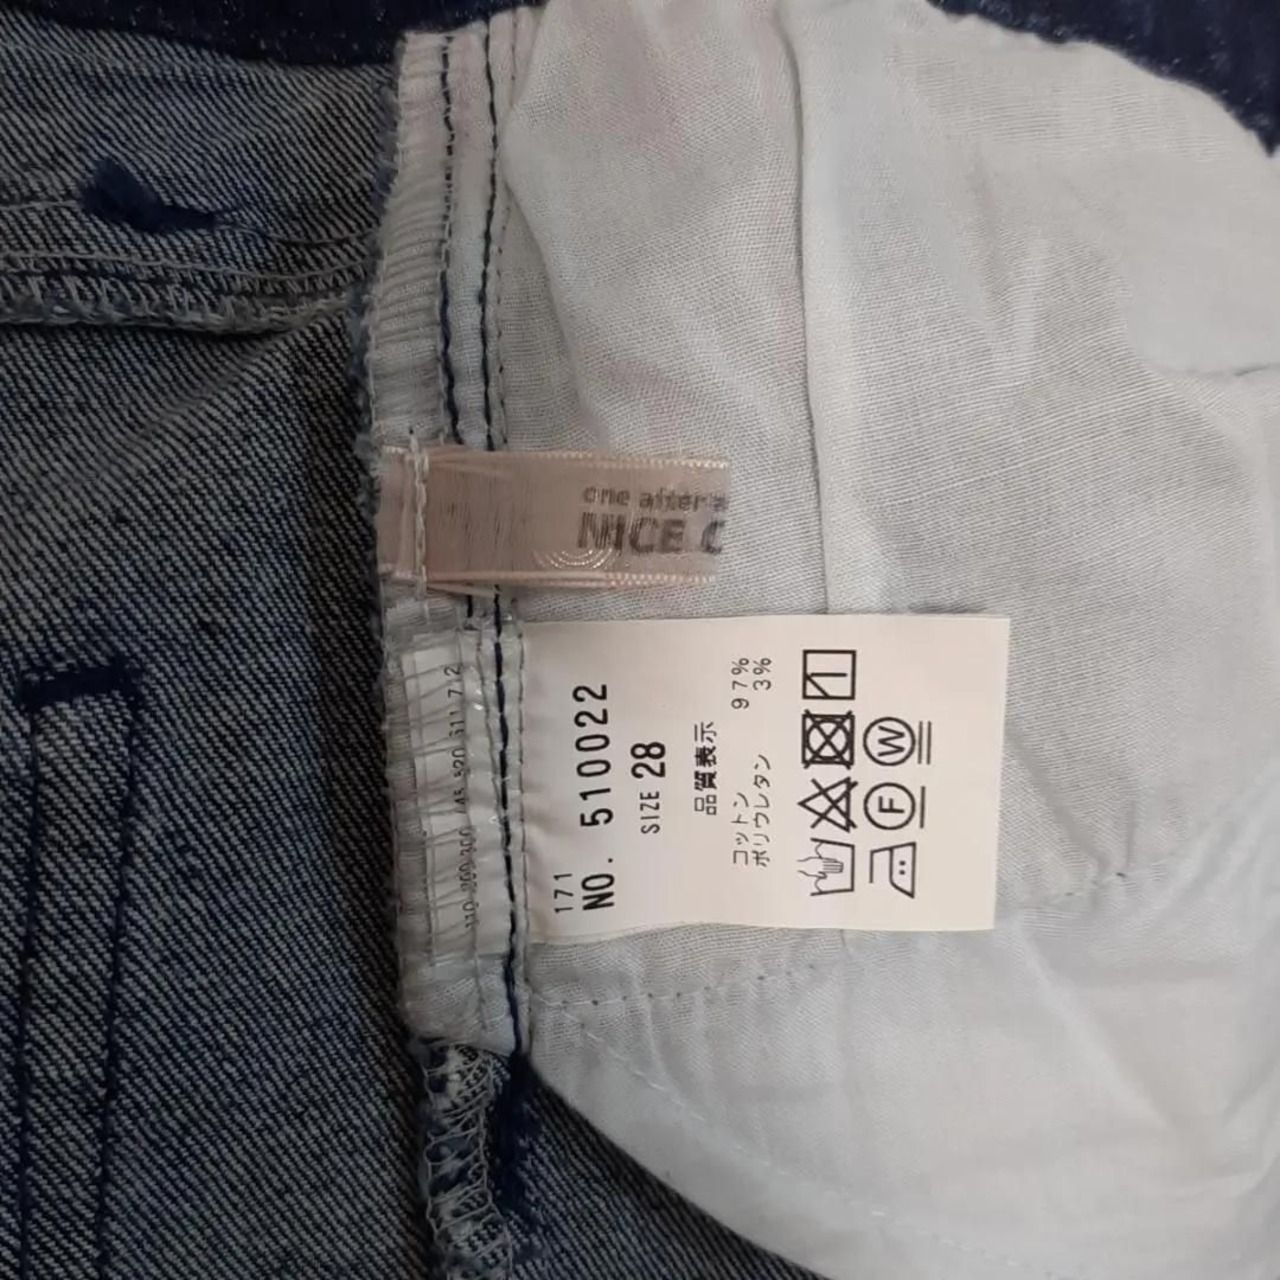 one after
NICE C
171
NO. 510022
SIZE 28
品質表示
コットン 97%
ポリウレタン 3%
F W